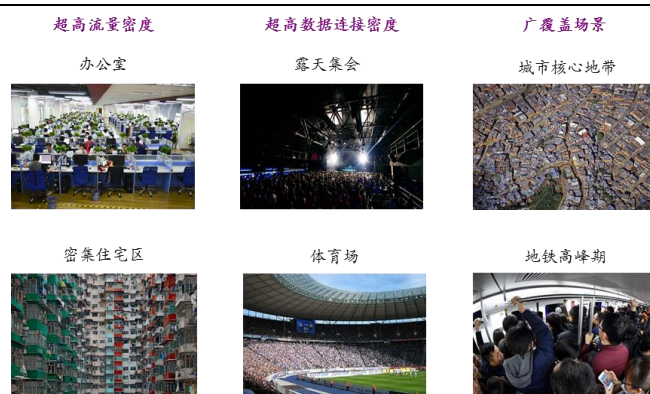 超高流量密度
超高数据连接密度
广覆盖场景
办公室
露天集会
城市核心地带
密集住宅区
体育场
地铁高峰期